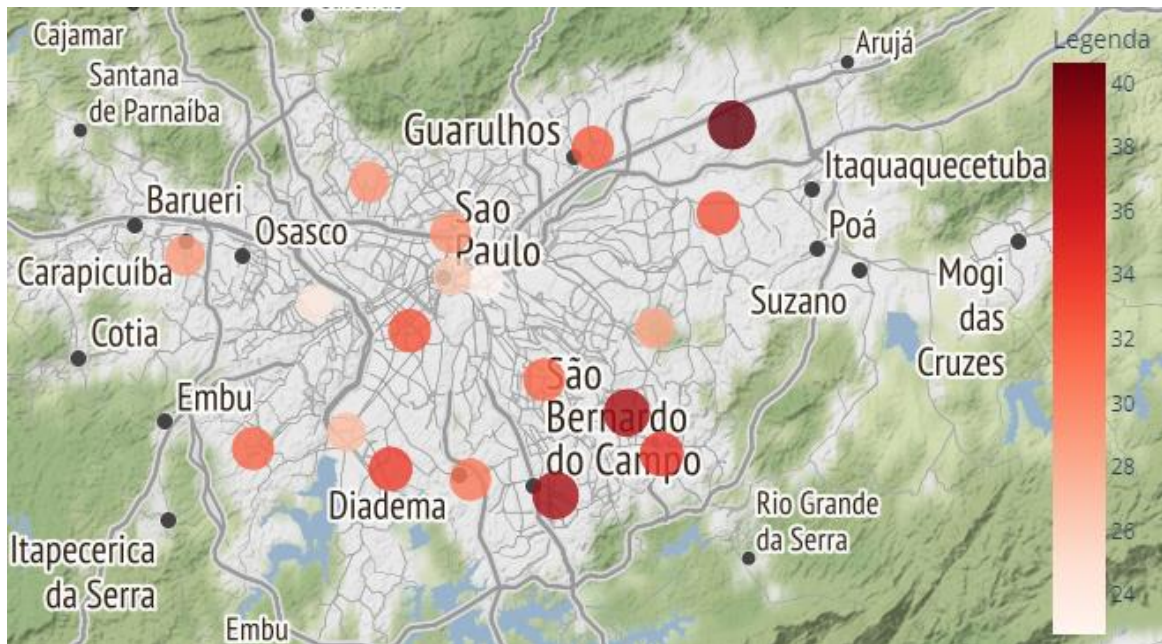 Cajamar
Arujá
Legenda
Santana
de Parnaíba
Guarulhos
40
38
36
34
32
30
28
26
24
Itaquaquecetuba
Barueri
Sao
Paulo
Osasco
Poá
Carapicuíba
Mogi
das
Cruzes
Suzano
Cotia
São
Bernardo
do Campo
Embu
Diadema
Rio Grande
da Serra
Itapecerica
da Serra
Embu